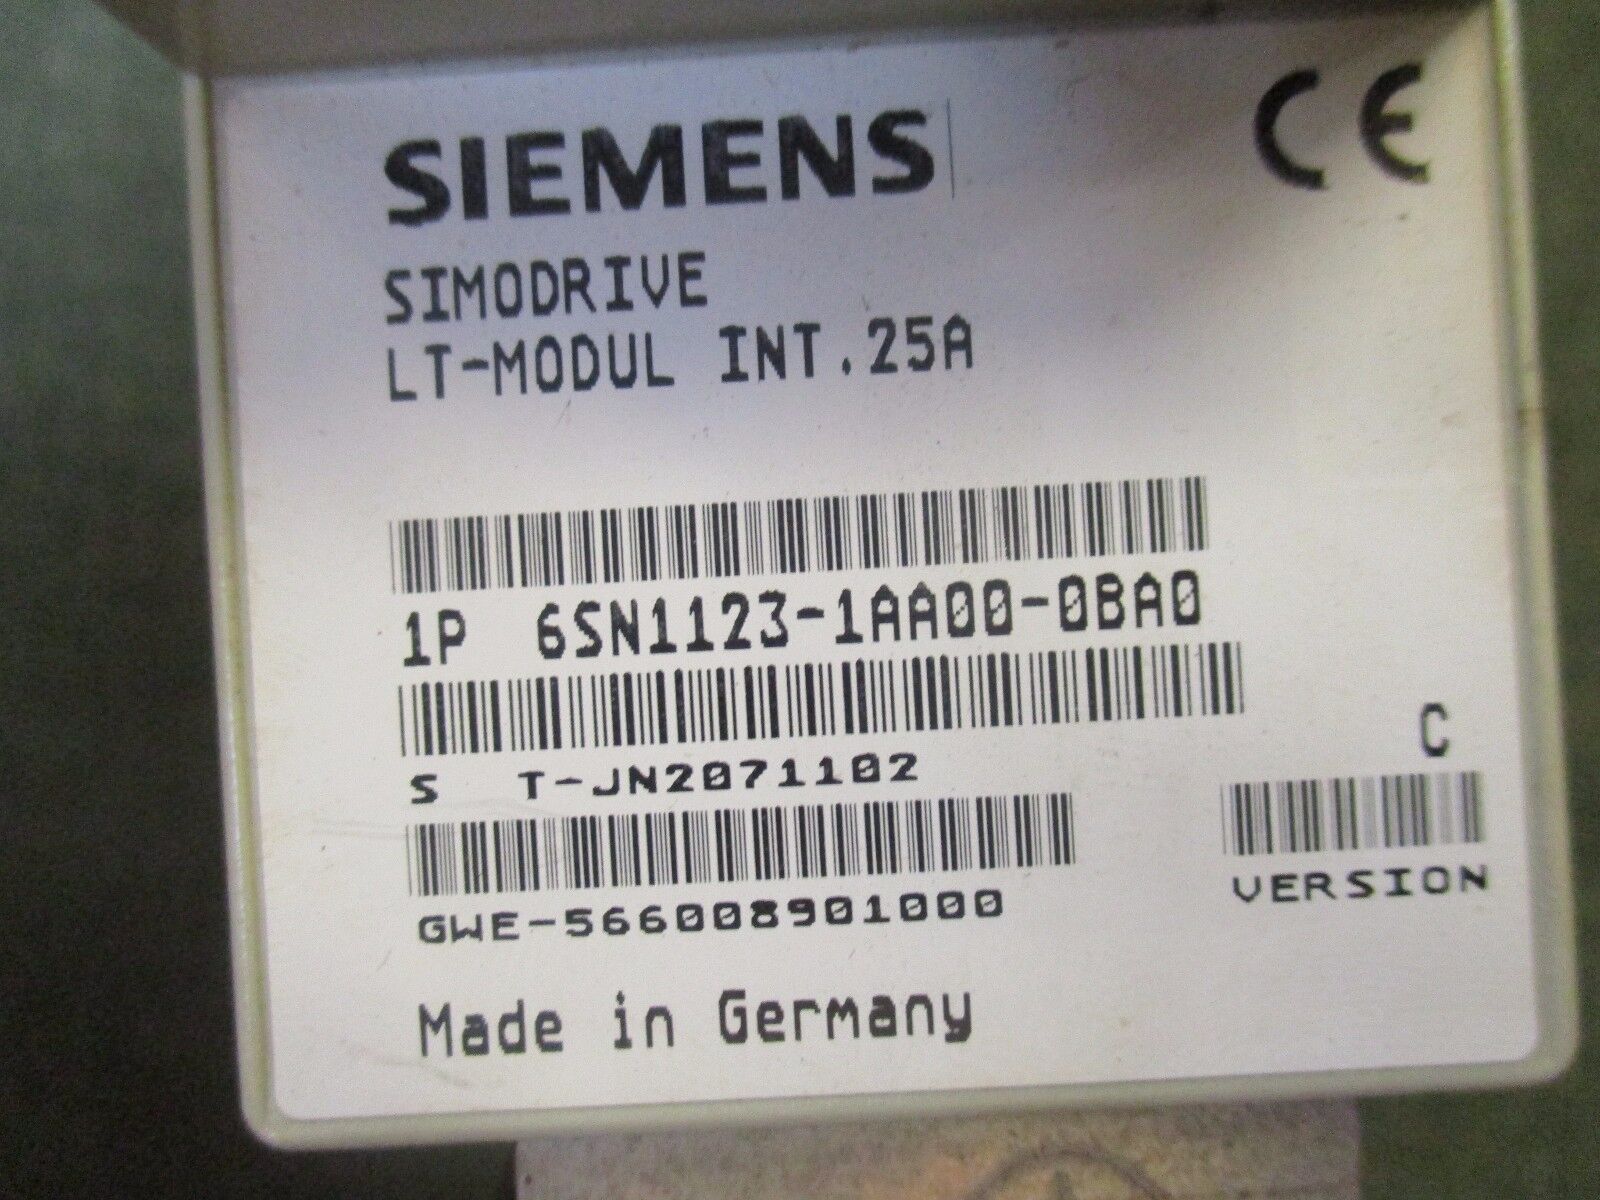 SIEMENS
CE
SIMODRIVE
LT-MODUL INT.25A
1P 6SN1123-1AA00-0BA0
S T-JN2071102
C
VERSION
GWE-566008901000
Made in Germany